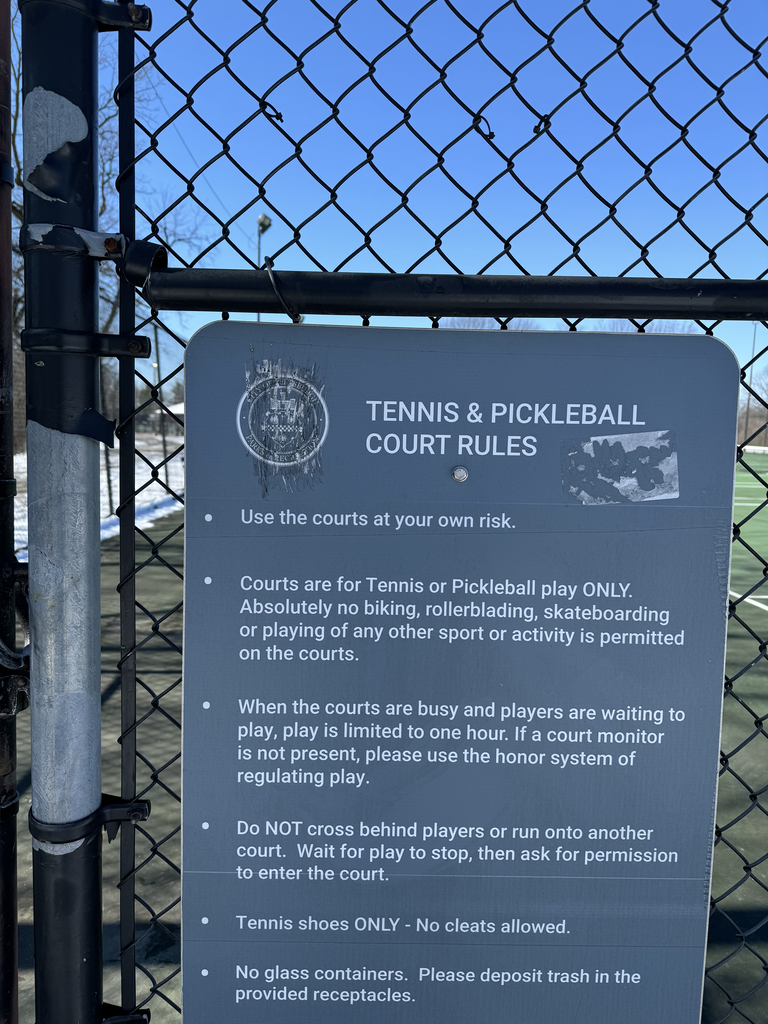 TENNIS & PICKLEBALL
COURT RULES
• Use the courts at your own risk.
• Courts are for Tennis or Pickleball play ONLY.
Absolutely no biking, rollerblading, skateboarding
or playing of any other sport or activity is permitted
on the courts.
• When the courts are busy and players are waiting to
play, play is limited to one hour. If a court monitor
is not present, please use the honor system of
regulating play.
• Do NOT cross behind players or run onto another
court.  Wait for play to stop, then ask for permission
to enter the court.
• Tennis shoes ONLY - No cleats allowed.
• No glass containers.  Please deposit trash in the
provided receptacles.